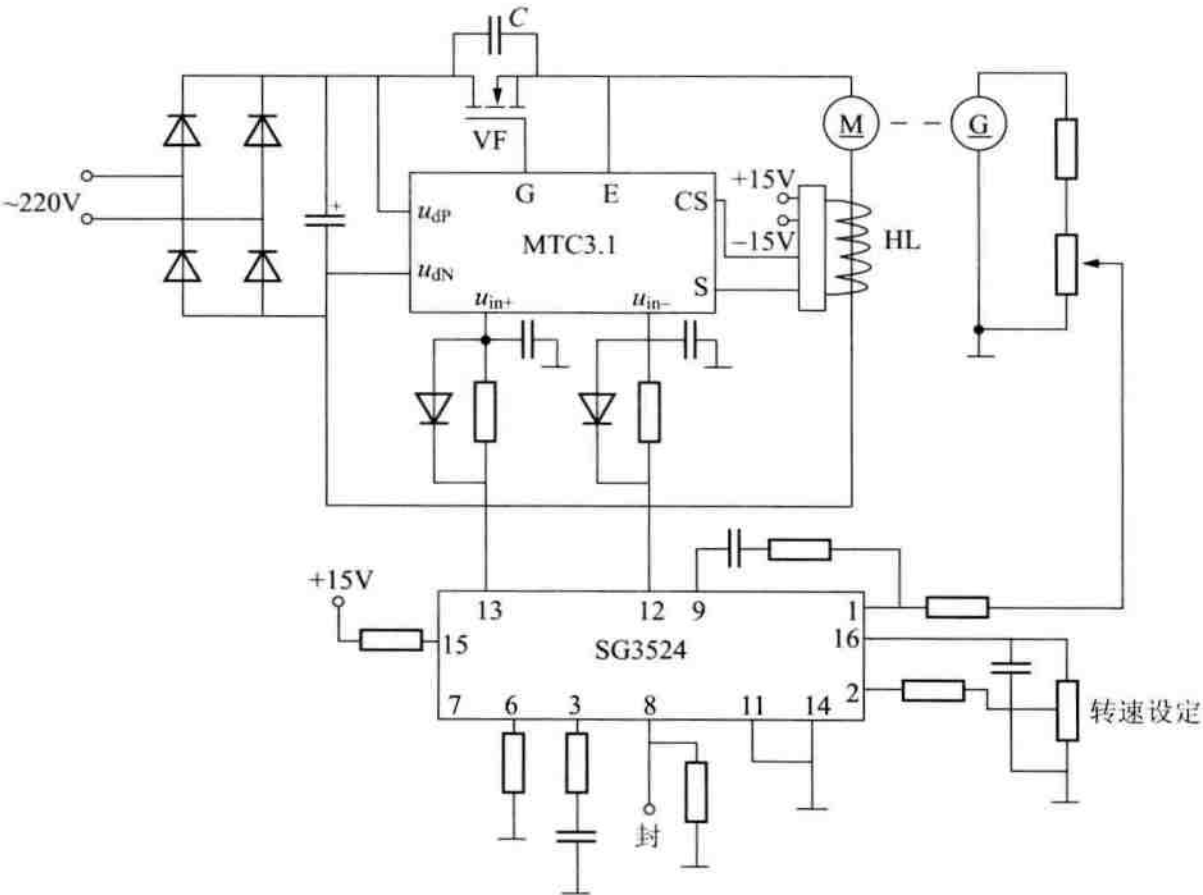 C
VF
M
G
~220V
+
G
E
CS
+15V
−15V
HL
u_dP
MTC3.1
u_dN
S
u_in+
u_in−
+15V
13
12
9
1
15
SG3524
16
2
7
6
3
8
11
14
转速设定
封